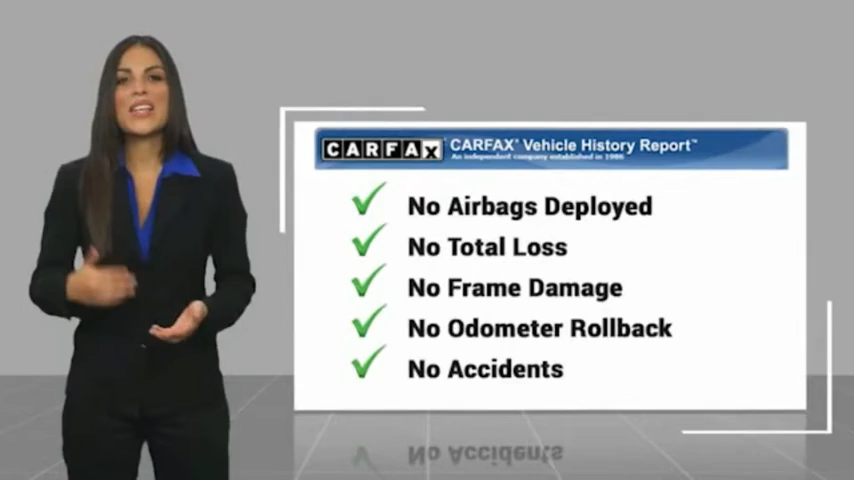 CARFAX CARFAX® Vehicle History Report™
An independent company established in 1986
No Airbags Deployed
No Total Loss
No Frame Damage
No Odometer Rollback
No Accidents
No Accidents